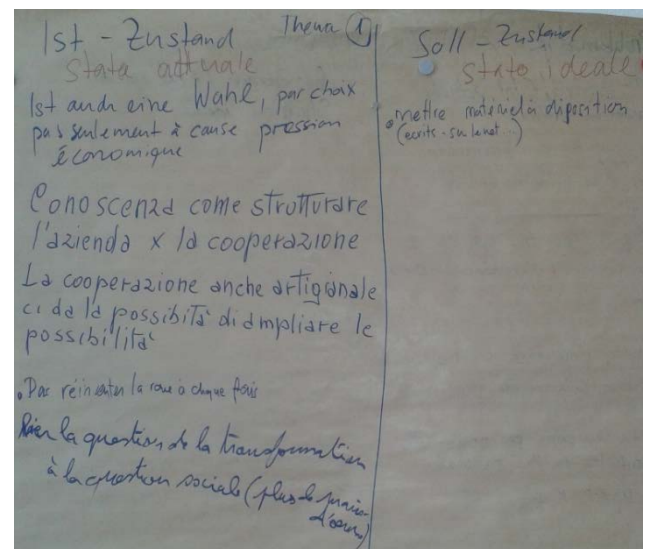 Ist - Zustand Thema 1
Stato attuale
Ist auch eine Wahl, par choix
pas seulement à cause pression
économique
Conoscenza come strutturare
l'azienda x la cooperazione
La cooperazione anche artigianale
ci da la possibilità di ampliare le
possibilità
• Pas réinventer la roue à chaque fois
Lier la question de la transformation
à la question sociale (plus de
d'œuvre)
Soll - Zustand
stato ideale
• mettre matériel à disposition
(écrits - sur le net...)